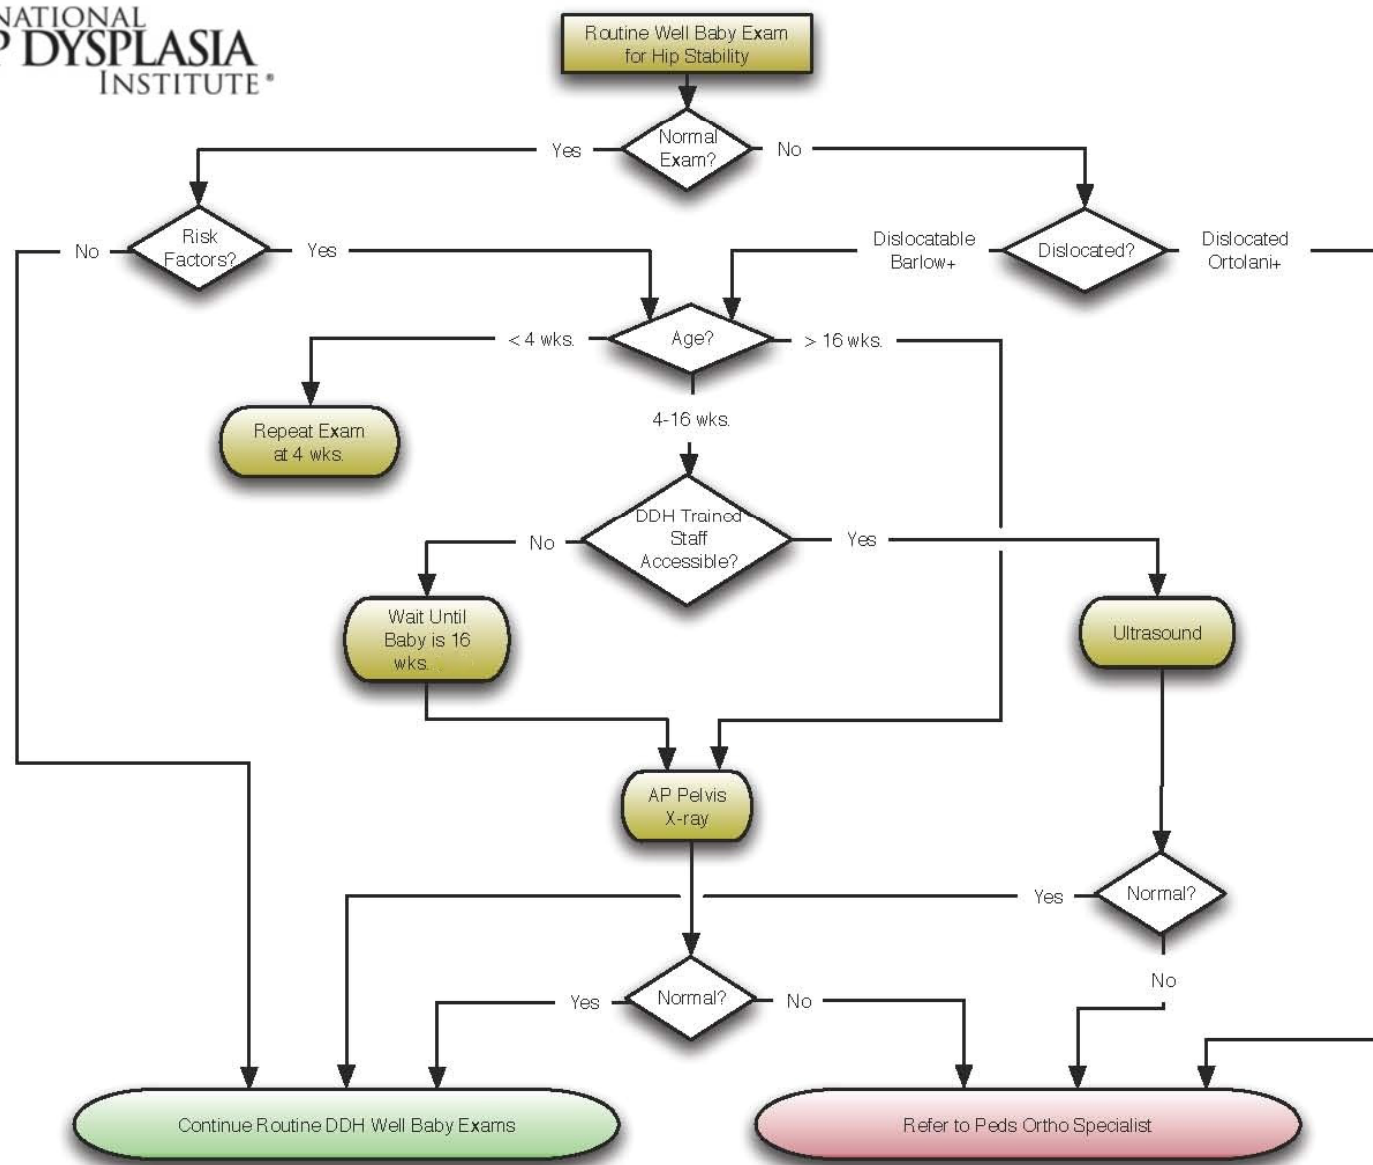 NATIONAL
P DYSPLASIA
INSTITUTE®
Routine Well Baby Exam
for Hip Stability
Normal
Exam?
Yes
No
Risk
Factors?
No
Yes
Dislocatable
Barlow+
Dislocated?
Dislocated
Ortolani+
< 4 wks.
Age?
> 16 wks.
Repeat Exam
at 4 wks.
4-16 wks.
DDH Trained
Staff
Accessible?
No
Yes
Wait Until
Baby is 16
wks.
Ultrasound
AP Pelvis
X-ray
Yes
Normal?
No
Yes
Normal?
No
Continue Routine DDH Well Baby Exams
Refer to Peds Ortho Specialist